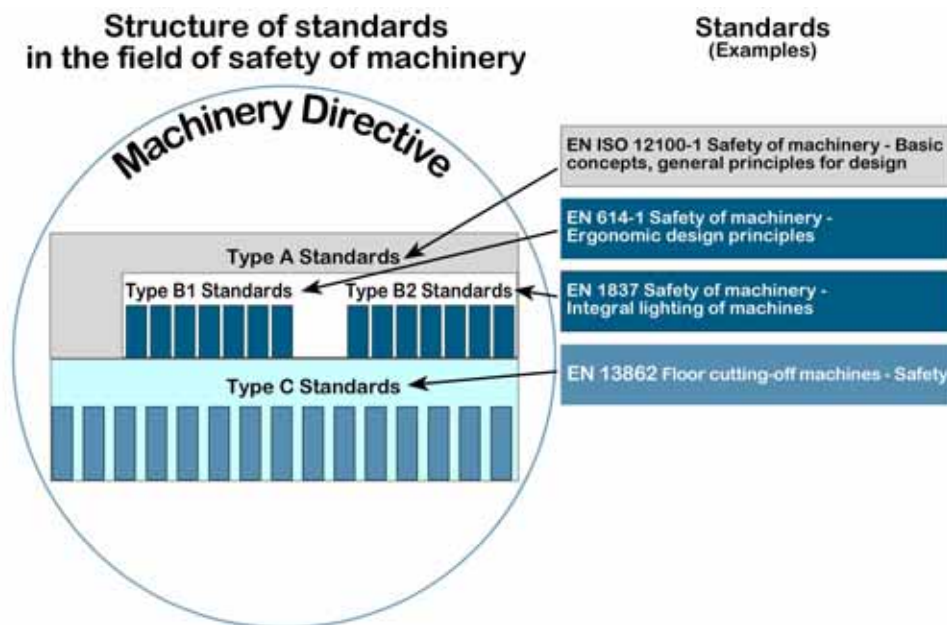 Structure of standards
in the field of safety of machinery
Standards
(Examples)
Machinery Directive
EN ISO 12100-1 Safety of machinery - Basic
concepts, general principles for design
EN 614-1 Safety of machinery -
Ergonomic design principles
Type A Standards
Type B1 Standards
Type B2 Standards
EN 1837 Safety of machinery -
Integral lighting of machines
Type C Standards
EN 13862 Floor cutting-off machines - Safety